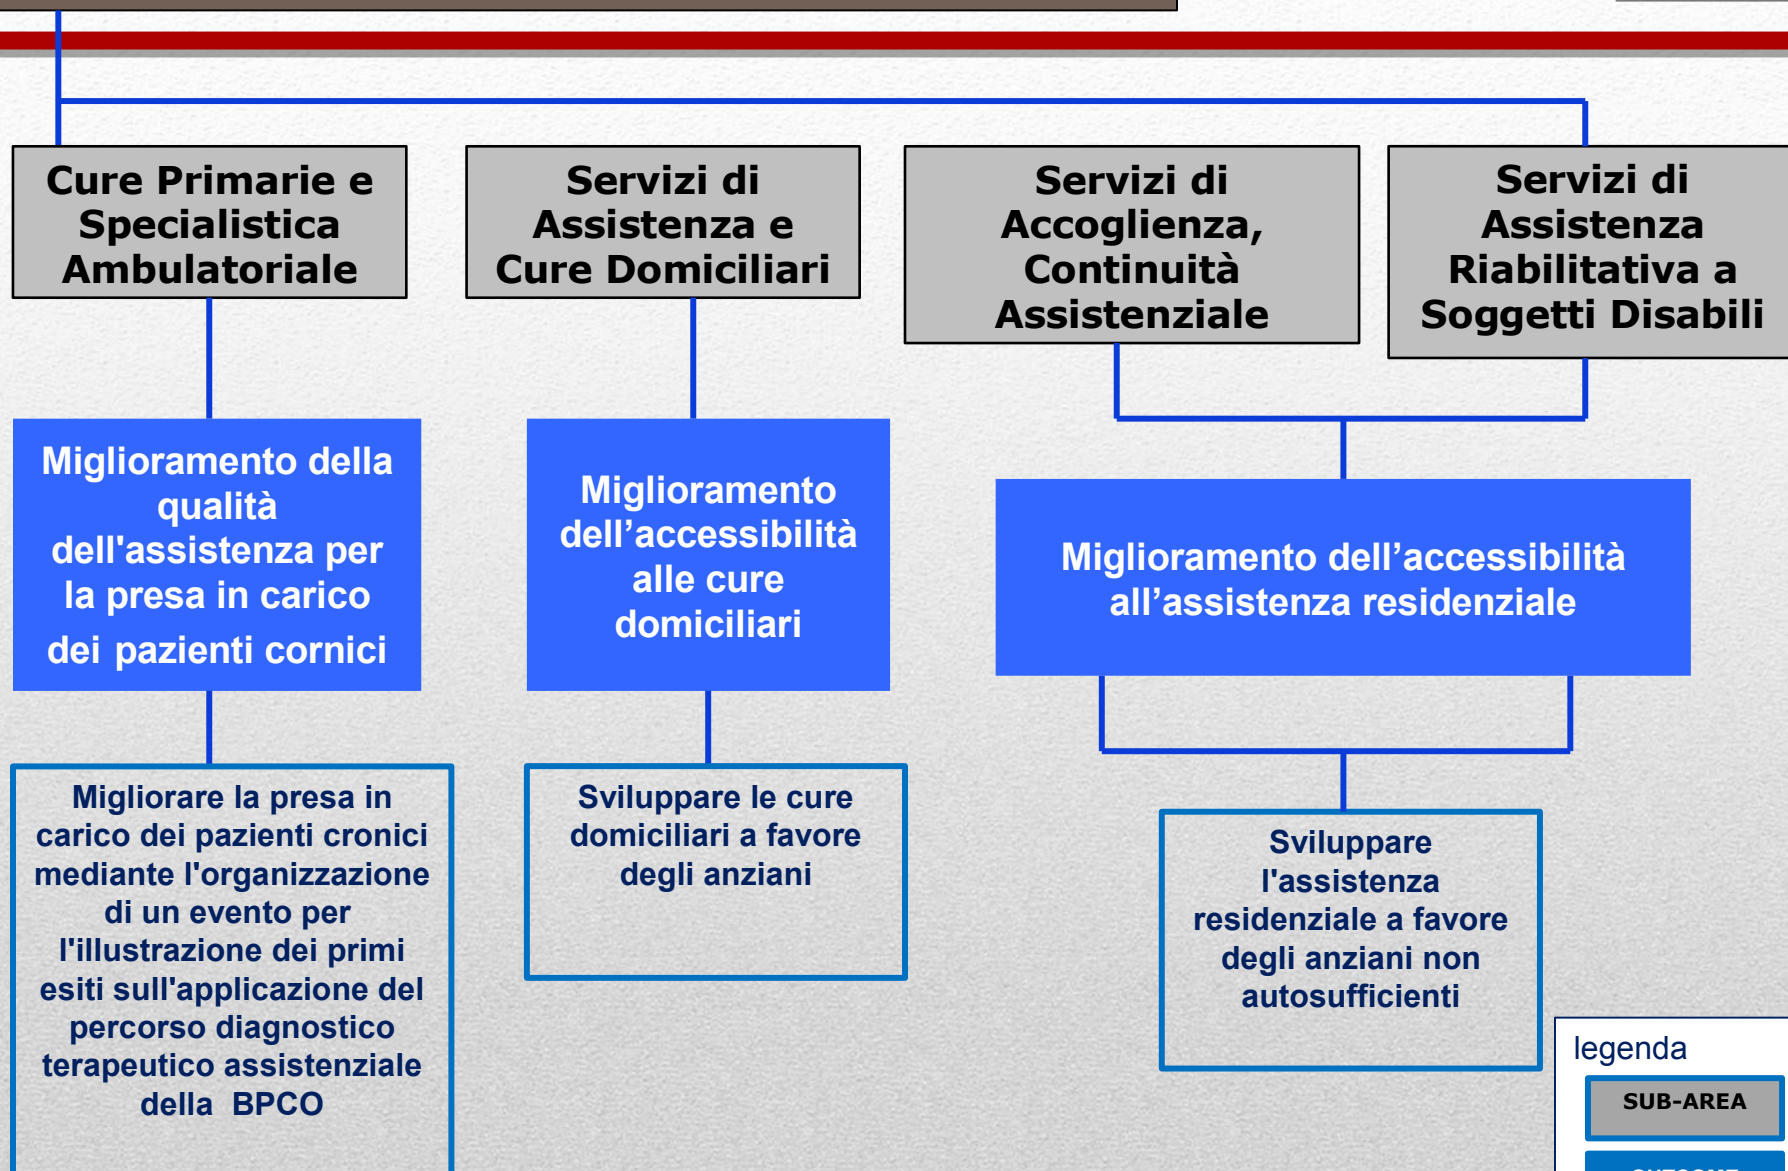 Cure Primarie e
Specialistica
Ambulatoriale
Servizi di
Assistenza e
Cure Domiciliari
Servizi di
Accoglienza,
Continuità
Assistenziale
Servizi di
Assistenza
Riabilitativa a
Soggetti Disabili
Miglioramento della
qualità
dell'assistenza per
la presa in carico
dei pazienti cornici
Miglioramento
dell’accessibilità
alle cure
domiciliari
Miglioramento dell’accessibilità
all’assistenza residenziale
Migliorare la presa in
carico dei pazienti cronici
mediante l'organizzazione
di un evento per
l'illustrazione dei primi
esiti sull'applicazione del
percorso diagnostico
terapeutico assistenziale
della BPCO
Sviluppare le cure
domiciliari a favore
degli anziani
Sviluppare
l'assistenza
residenziale a favore
degli anziani non
autosufficienti
legenda
SUB-AREA
OUTCOME